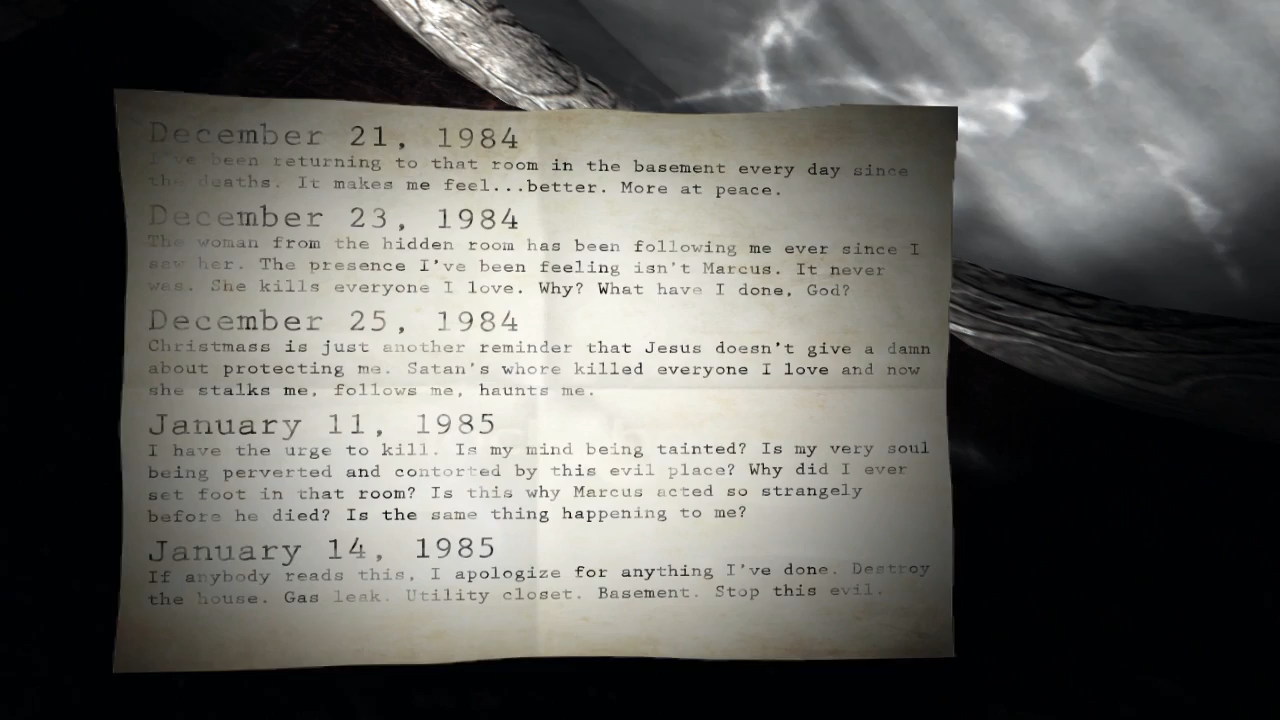 December 21, 1984
I've been returning to that room in the basement every day since
the deaths. It makes me feel...better. More at peace.
December 23, 1984
The woman from the hidden room has been following me ever since I
saw her. The presence I've been feeling isn't Marcus. It never
was. She kills everyone I love. Why? What have I done, God?
December 25, 1984
Christmass is just another reminder that Jesus doesn't give a damn
about protecting me. Satan's whore killed everyone I love and now
she stalks me, follows me, haunts me.
January 11, 1985
I have the urge to kill. Is my mind being tainted? Is my very soul
being perverted and contorted by this evil place? Why did I ever
set foot in that room? Is this why Marcus acted so strangely
before he died? Is the same thing happening to me?
January 14, 1985
If anybody reads this, I apologize for anything I've done. Destroy
the house. Gas leak. Utility closet. Basement. Stop this evil.